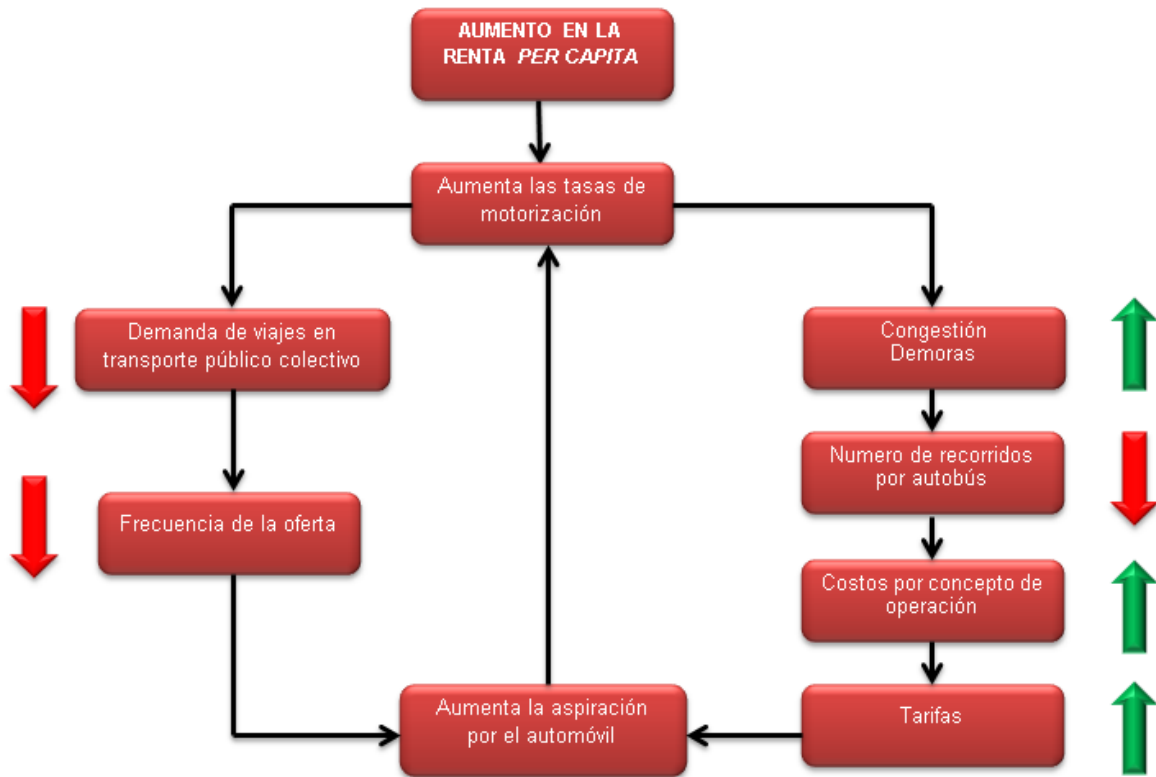 AUMENTO EN LA
RENTA PER CAPITA
Aumenta las tasas de
motorización
Demanda de viajes en
transporte público colectivo
Frecuencia de la oferta
Congestión
Demoras
Numero de recorridos
por autobús
Costos por concepto de
operación
Tarifas
Aumenta la aspiración
por el automóvil